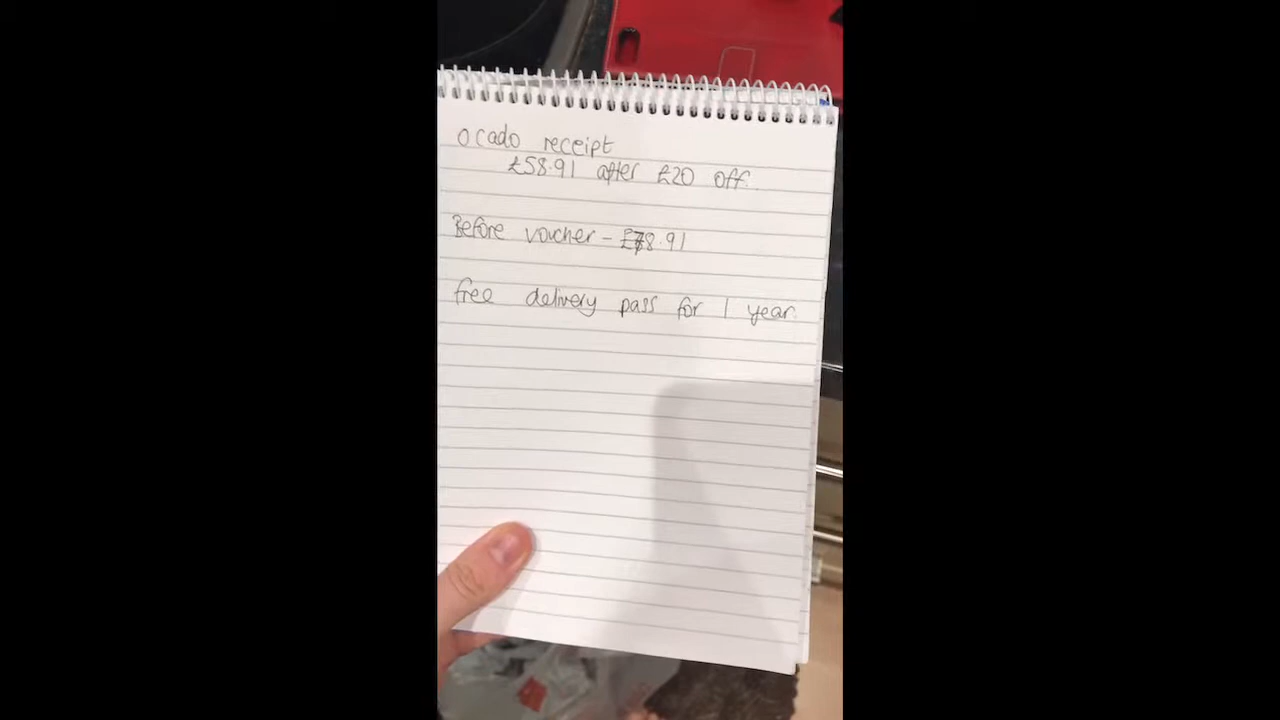 Ocado receipt
£58.91 after £20 off.
Before voucher - £78.91
free delivery pass for 1 year.